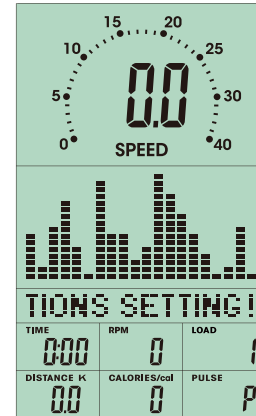 15 20
10 25
5 30
0.0
0 40
SPEED
TIONS SETTING!
TIME RPM LOAD
0:00 0 1
DISTANCE K CALORIES/cal PULSE
0.0 0 P